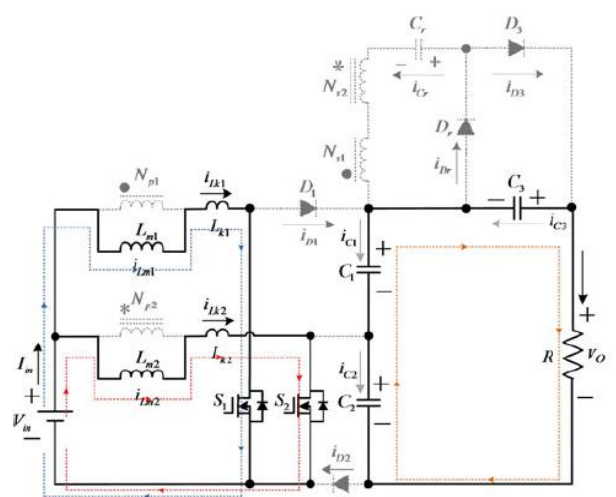 C_r
D_3
*
− +
N_s2
i_Cr
i_D3
D_r
N_s1
i_Dr
C_3
N_p1
i_Lk1
D_1
− +
L_m1
L_k1
i_D1
i_C1
i_C3
+
i_Lm1
C_1
−
+
* N_p2
i_Lk2
I_in
L_m2
L_k2
i_C2
R
V_O
+
i_Lm2
S_1
S_2
C_2
+
−
V_in
−
−
i_D2
D_2